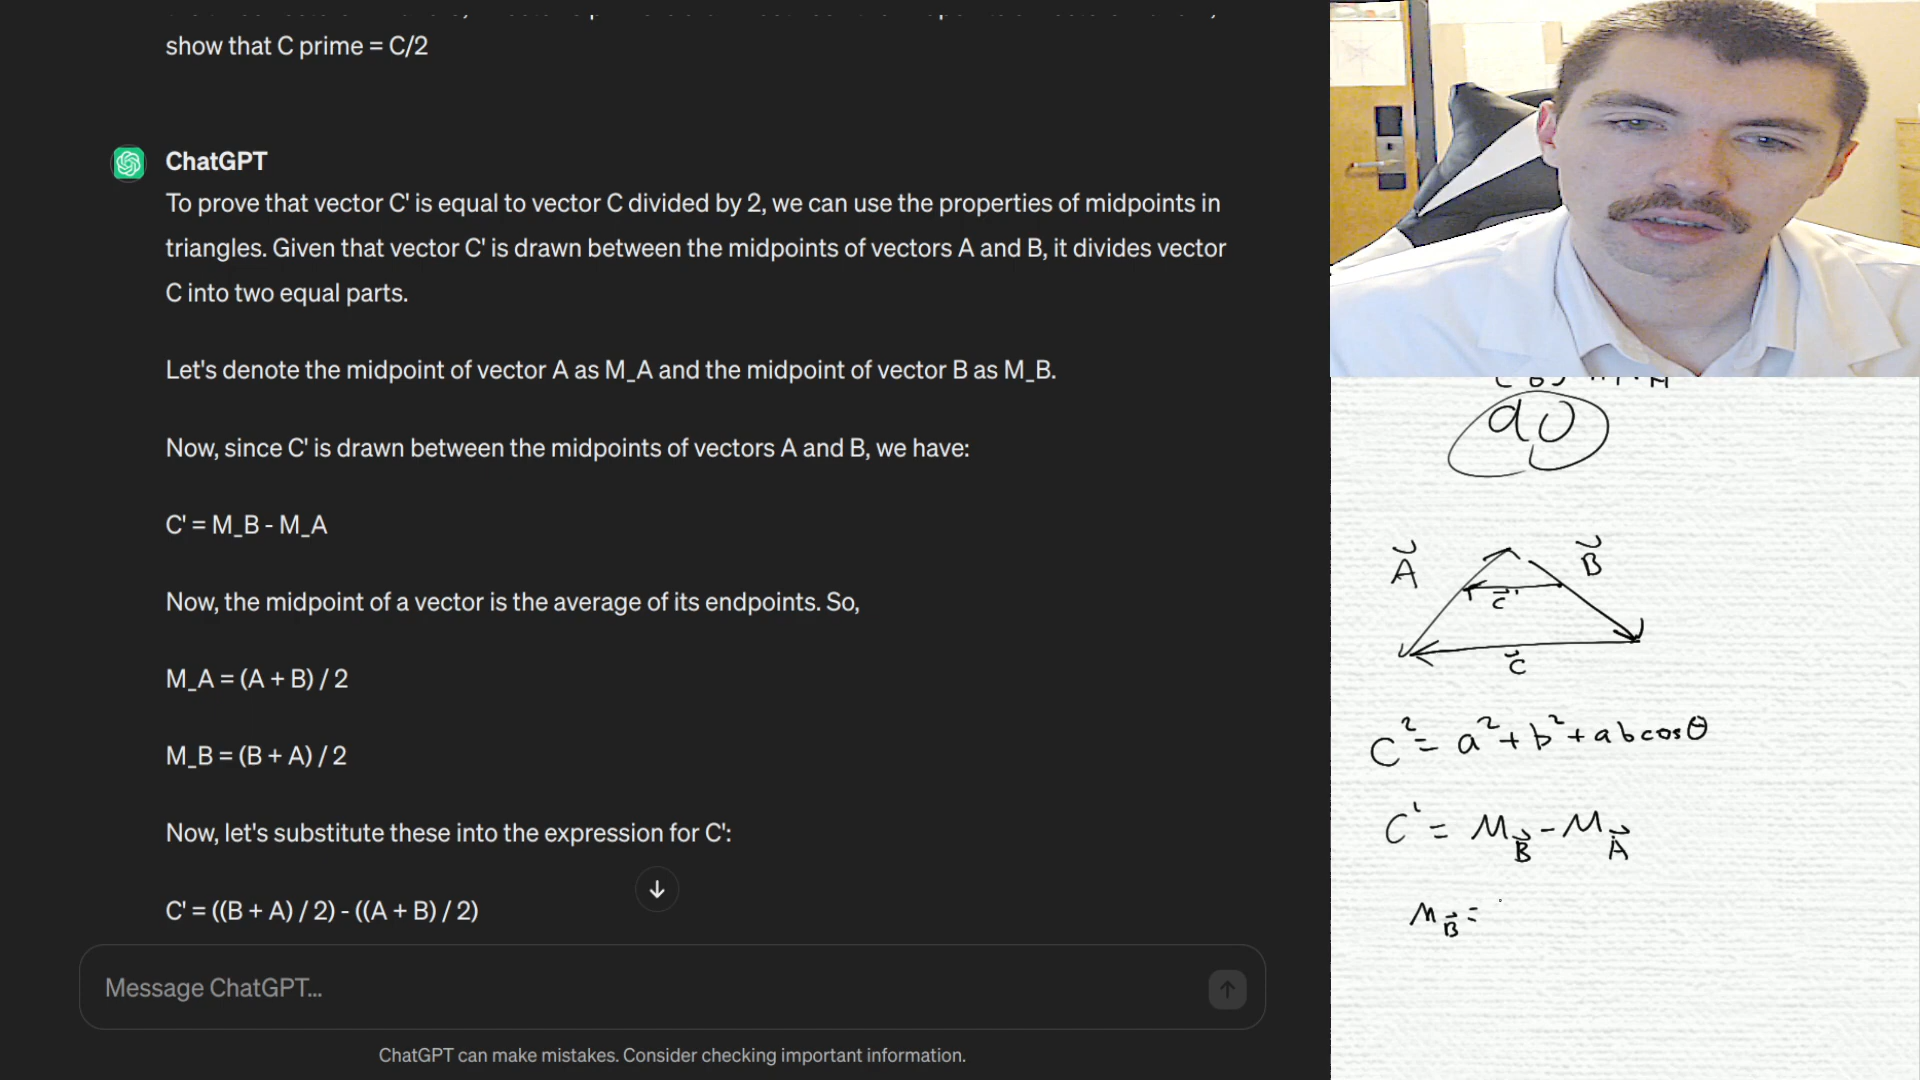 show that C prime = C/2
ChatGPT
To prove that vector C' is equal to vector C divided by 2, we can use the properties of midpoints in
triangles. Given that vector C' is drawn between the midpoints of vectors A and B, it divides vector
C into two equal parts.
Let's denote the midpoint of vector A as M_A and the midpoint of vector B as M_B.
Now, since C' is drawn between the midpoints of vectors A and B, we have:
C' = M_B - M_A
Now, the midpoint of a vector is the average of its endpoints. So,
M_A = (A + B) / 2
M_B = (B + A) / 2
Now, let's substitute these into the expression for C':
C' = ((B + A) / 2) - ((A + B) / 2)
Message ChatGPT...
ChatGPT can make mistakes. Consider checking important information.
A⃗
B⃗
C⃗'
C⃗
C² = a² + b² + ab cos θ
C' = M_B⃗ - M_A⃗
M_B⃗ =